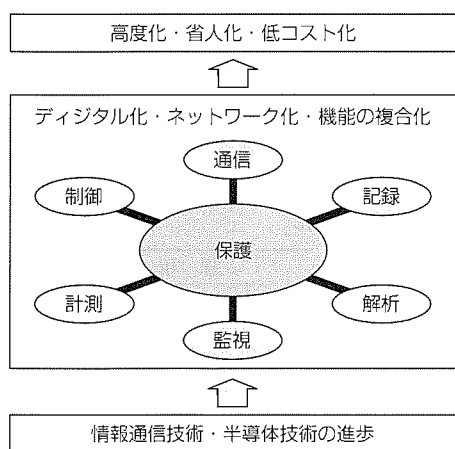 高度化・省人化・低コスト化
ディジタル化・ネットワーク化・機能の複合化
通信
制御
記録
保護
計測
解析
監視
情報通信技術・半導体技術の進歩